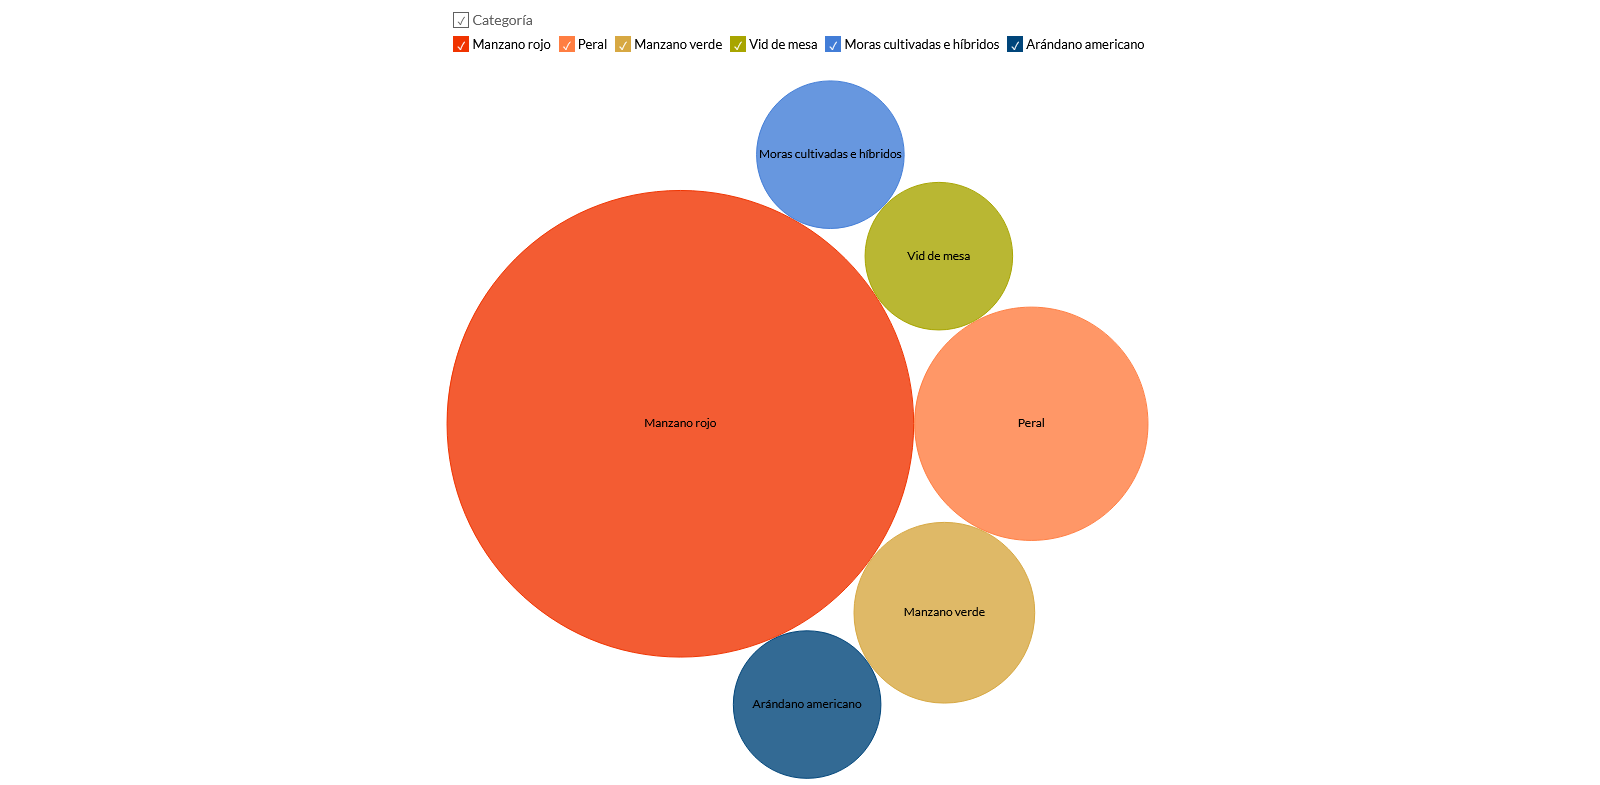 Categoría
Manzano rojo Peral Manzano verde Vid de mesa Moras cultivadas e híbridos Arándano americano
Moras cultivadas e híbridos
Vid de mesa
Manzano rojo
Peral
Manzano verde
Arándano americano